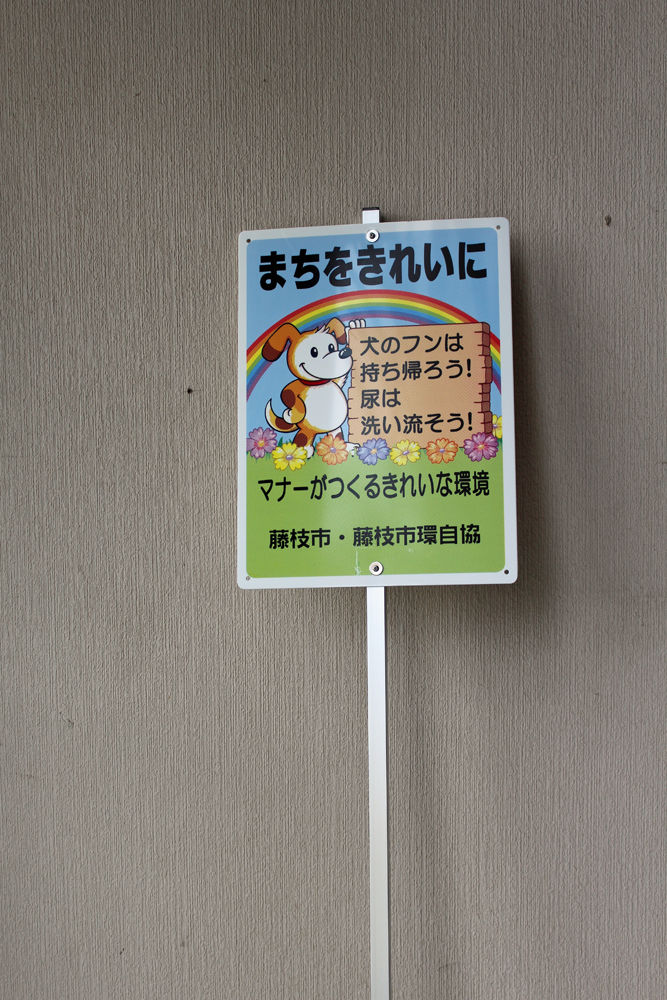 まちをきれいに
犬のフンは
持ち帰ろう!
尿は
洗い流そう!
マナーがつくるきれいな環境
藤枝市・藤枝市環自協